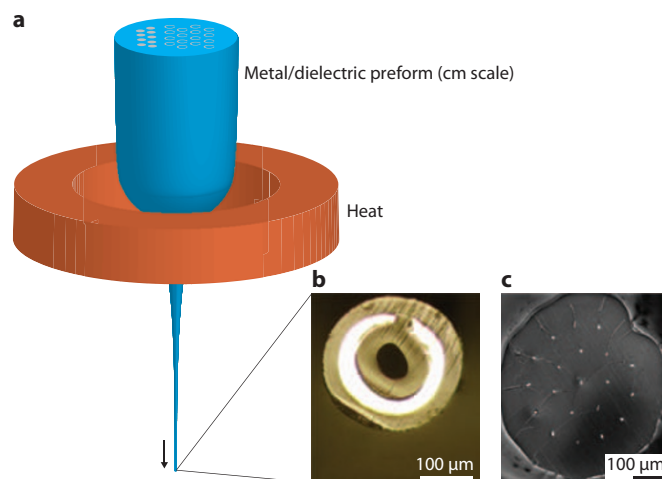 a
Metal/dielectric preform (cm scale)
Heat
b
c
100 µm
100 µm